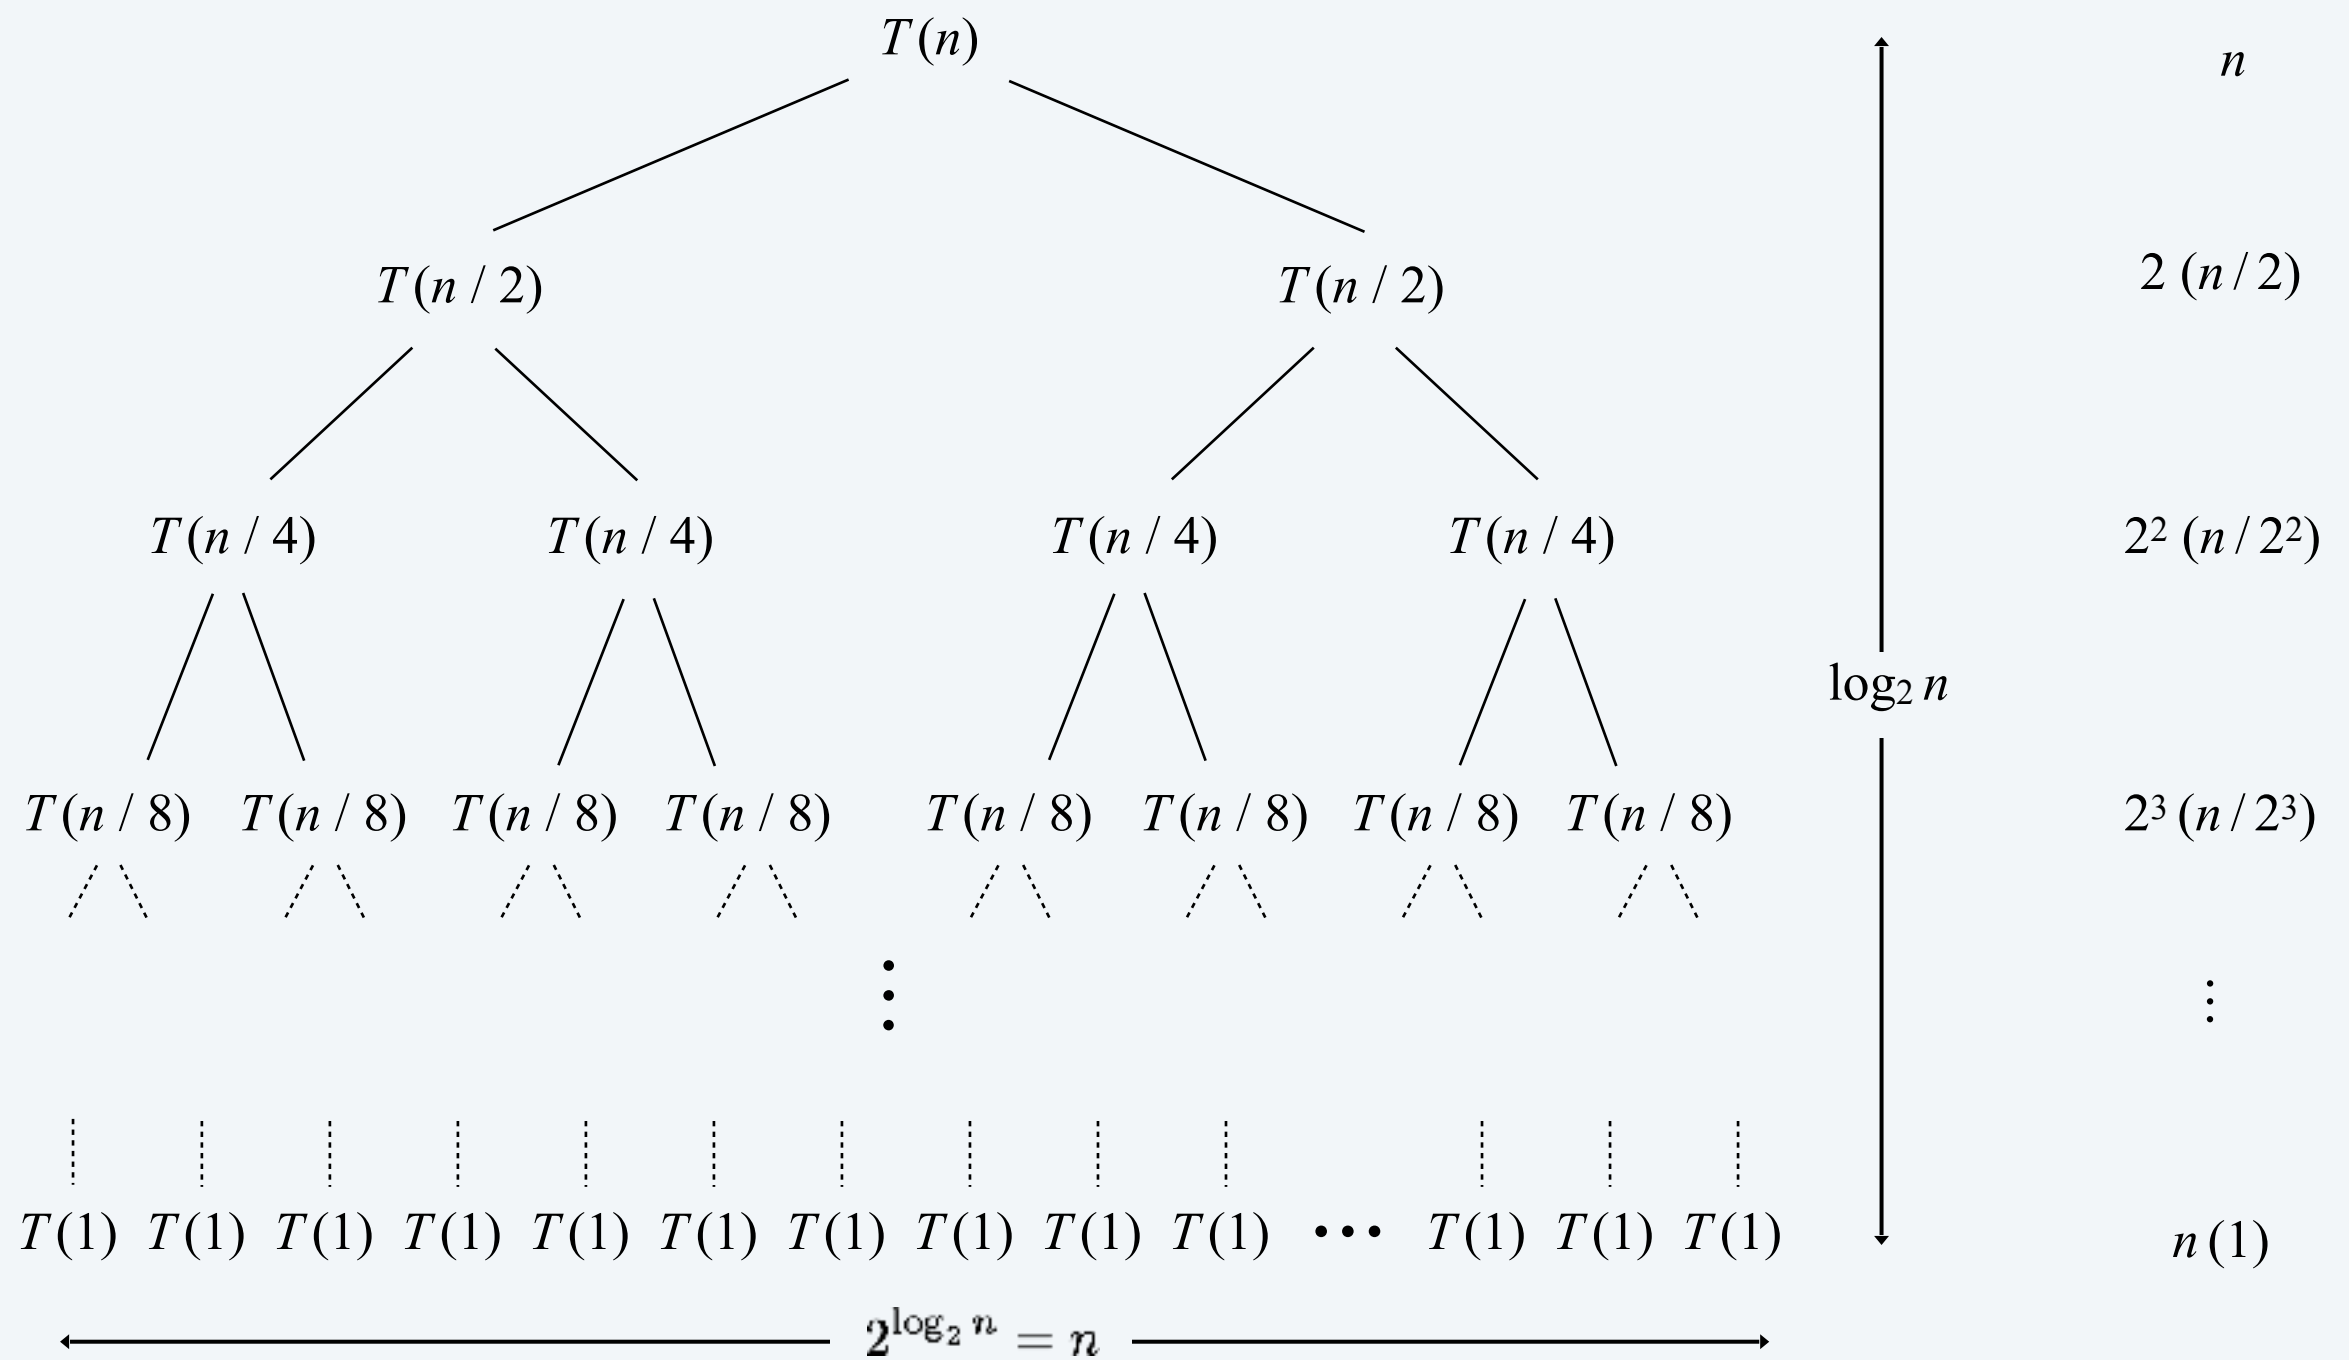 T(n) n
T(n / 2) T(n / 2) 2 (n / 2)
T(n / 4) T(n / 4) T(n / 4) T(n / 4) 2² (n / 2²)
log₂ n
T(n / 8) T(n / 8) T(n / 8) T(n / 8) T(n / 8) T(n / 8) T(n / 8) T(n / 8) 2³ (n / 2³)
⋮ ⋮
T(1) T(1) T(1) T(1) T(1) T(1) T(1) T(1) T(1) T(1) ••• T(1) T(1) T(1) n (1)
2^{log₂ n} = n